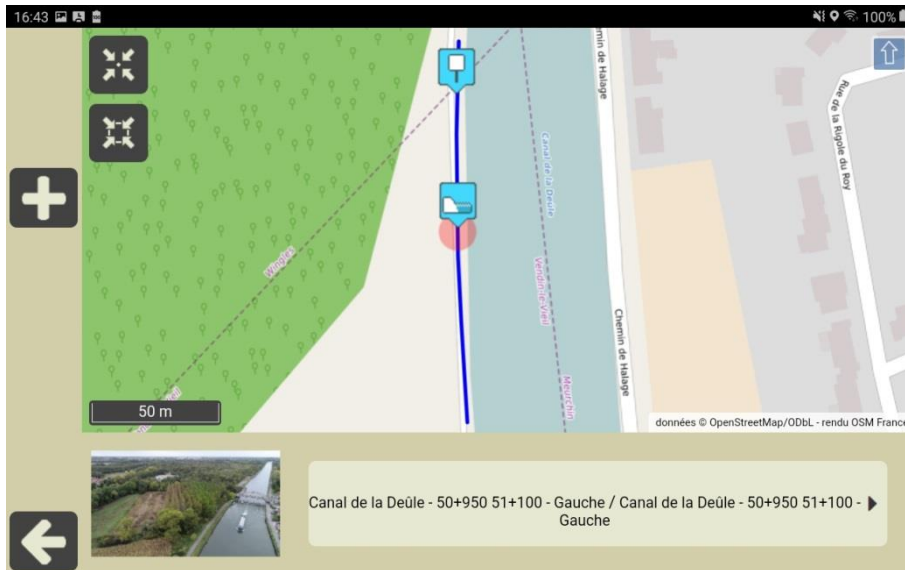 16:43
100%
min de Halage
Rue de la Rigole du Roy
Canal de la Deûle
Wingles
Vendin-le-Vieil
Chemin de Halage
Meurchin
50 m
données © OpenStreetMap/ODbL - rendu OSM France
Canal de la Deûle - 50+950 51+100 - Gauche / Canal de la Deûle - 50+950 51+100 -
Gauche